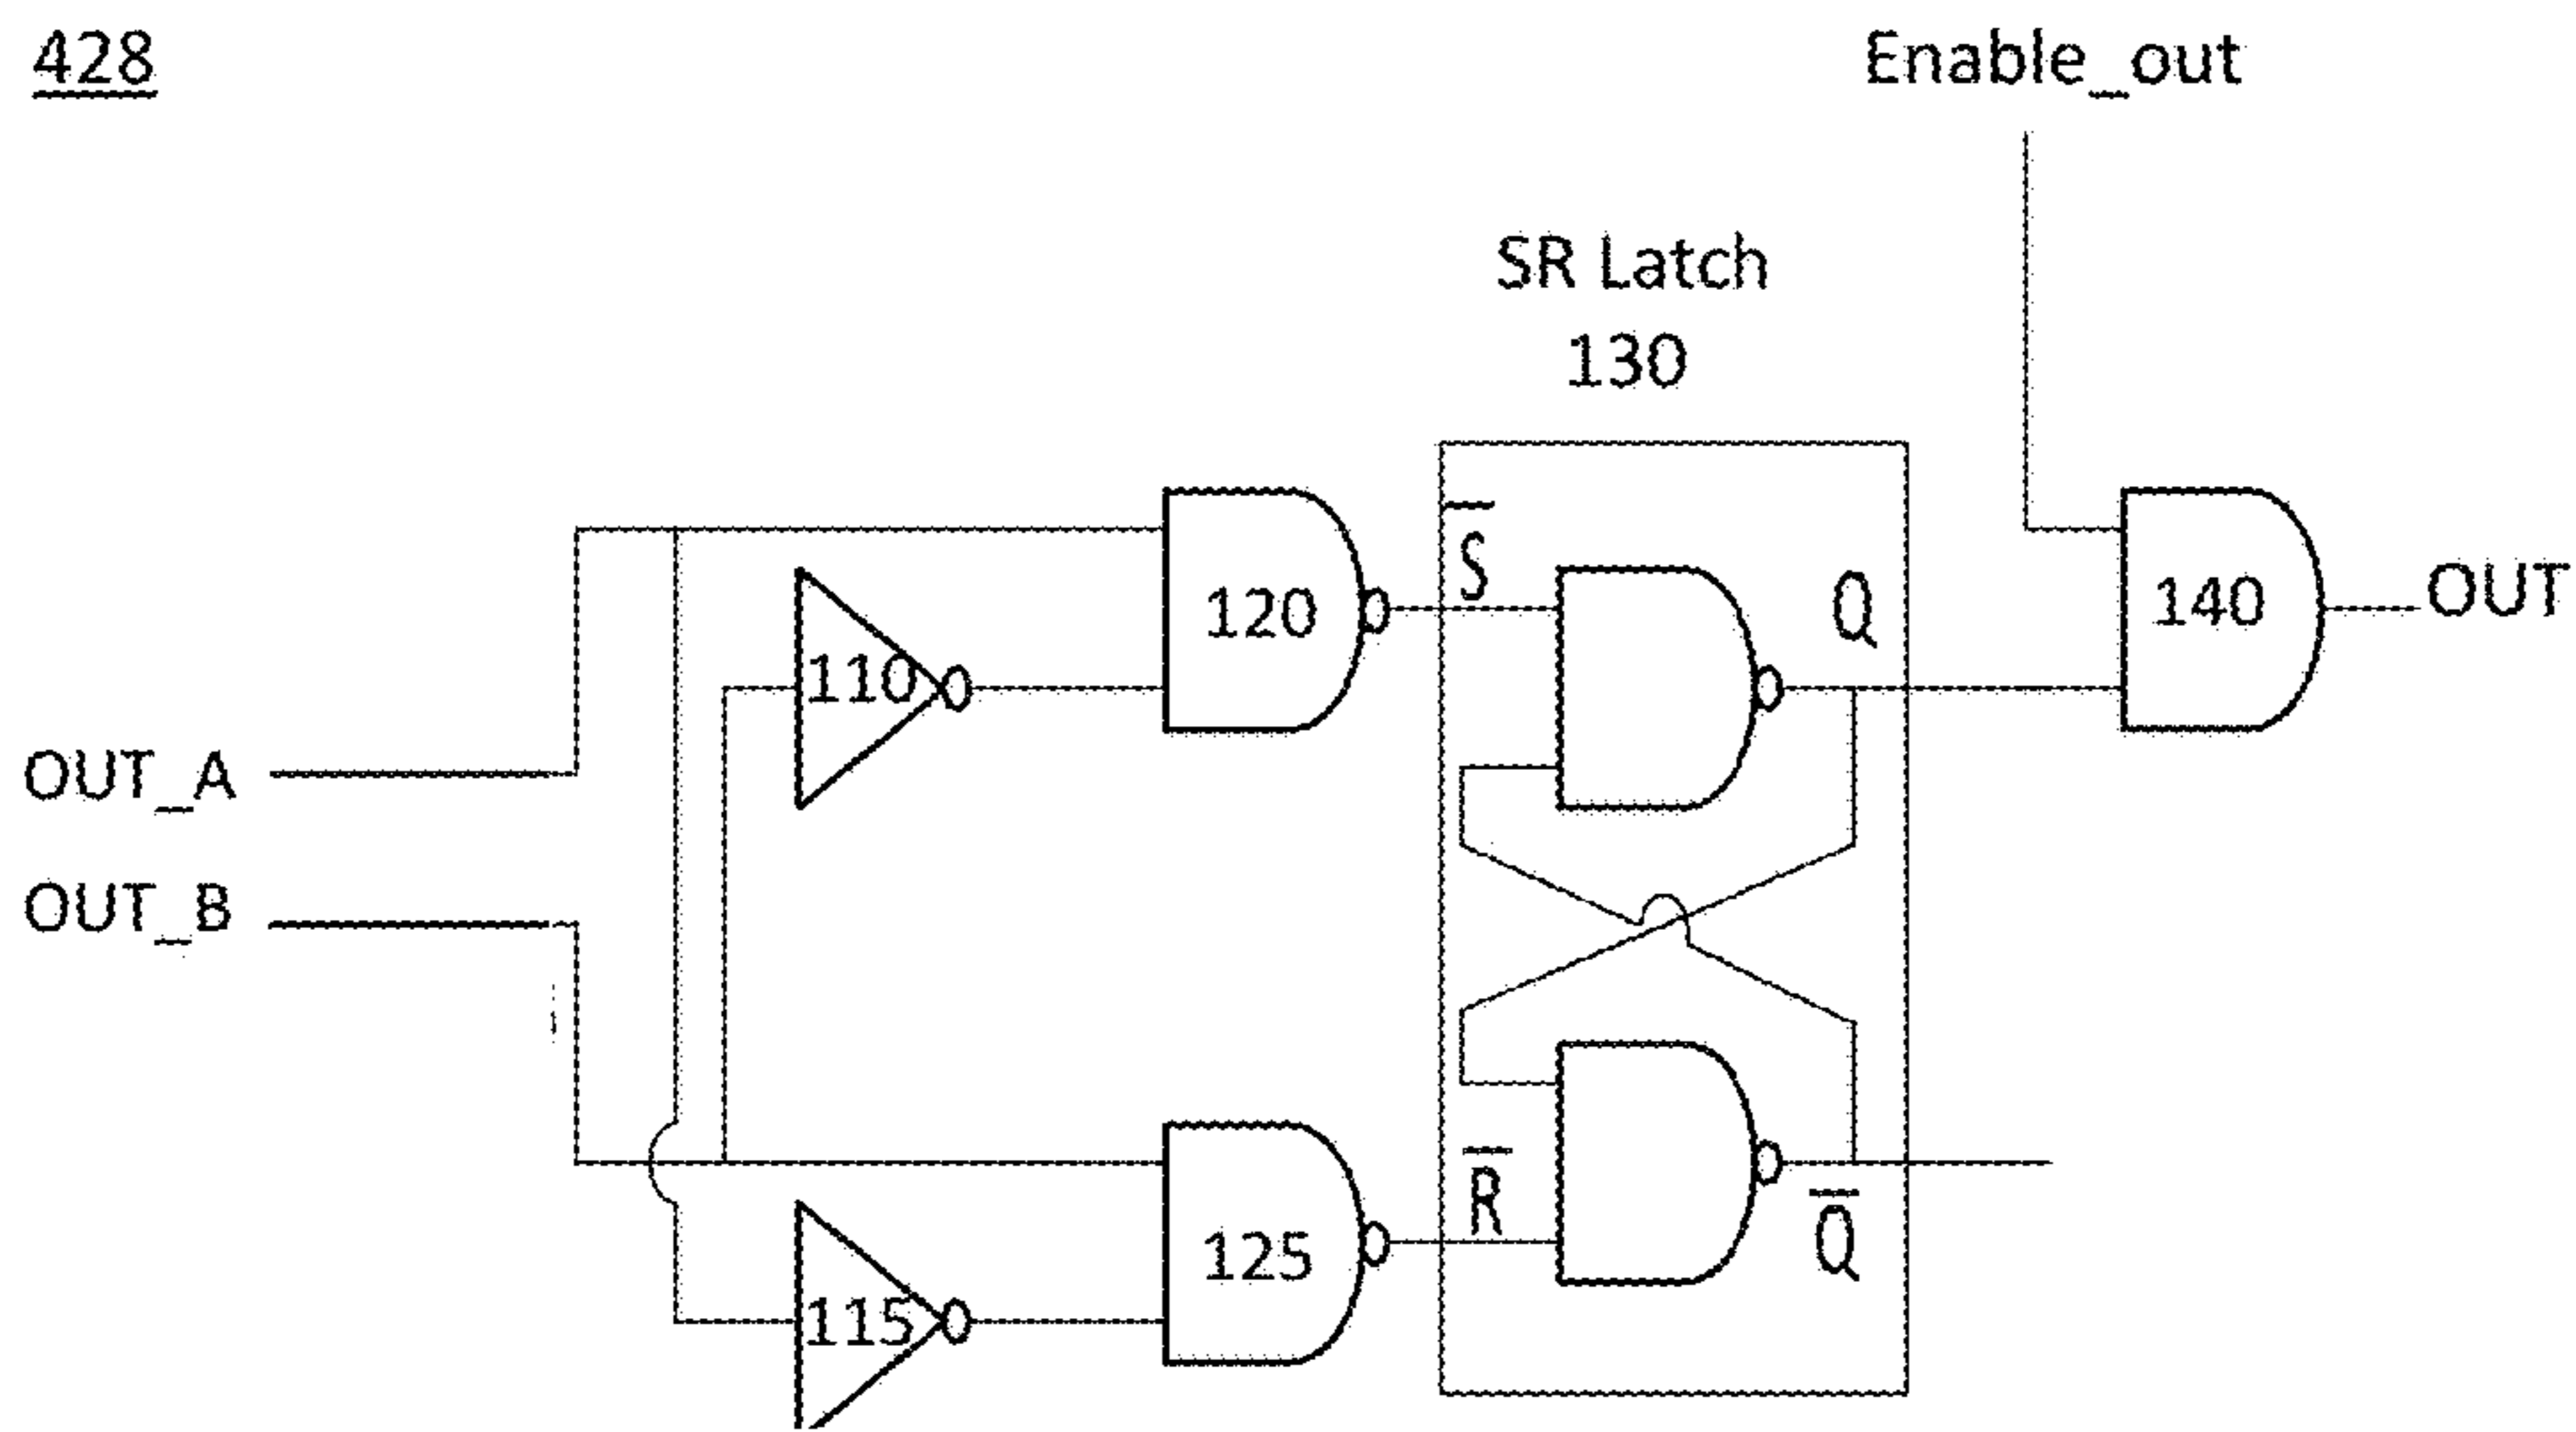 428
Enable_out
SR Latch
130
S̅
Q
120
140
OUT
110
OUT_A
OUT_B
R̅
Q̅
125
115